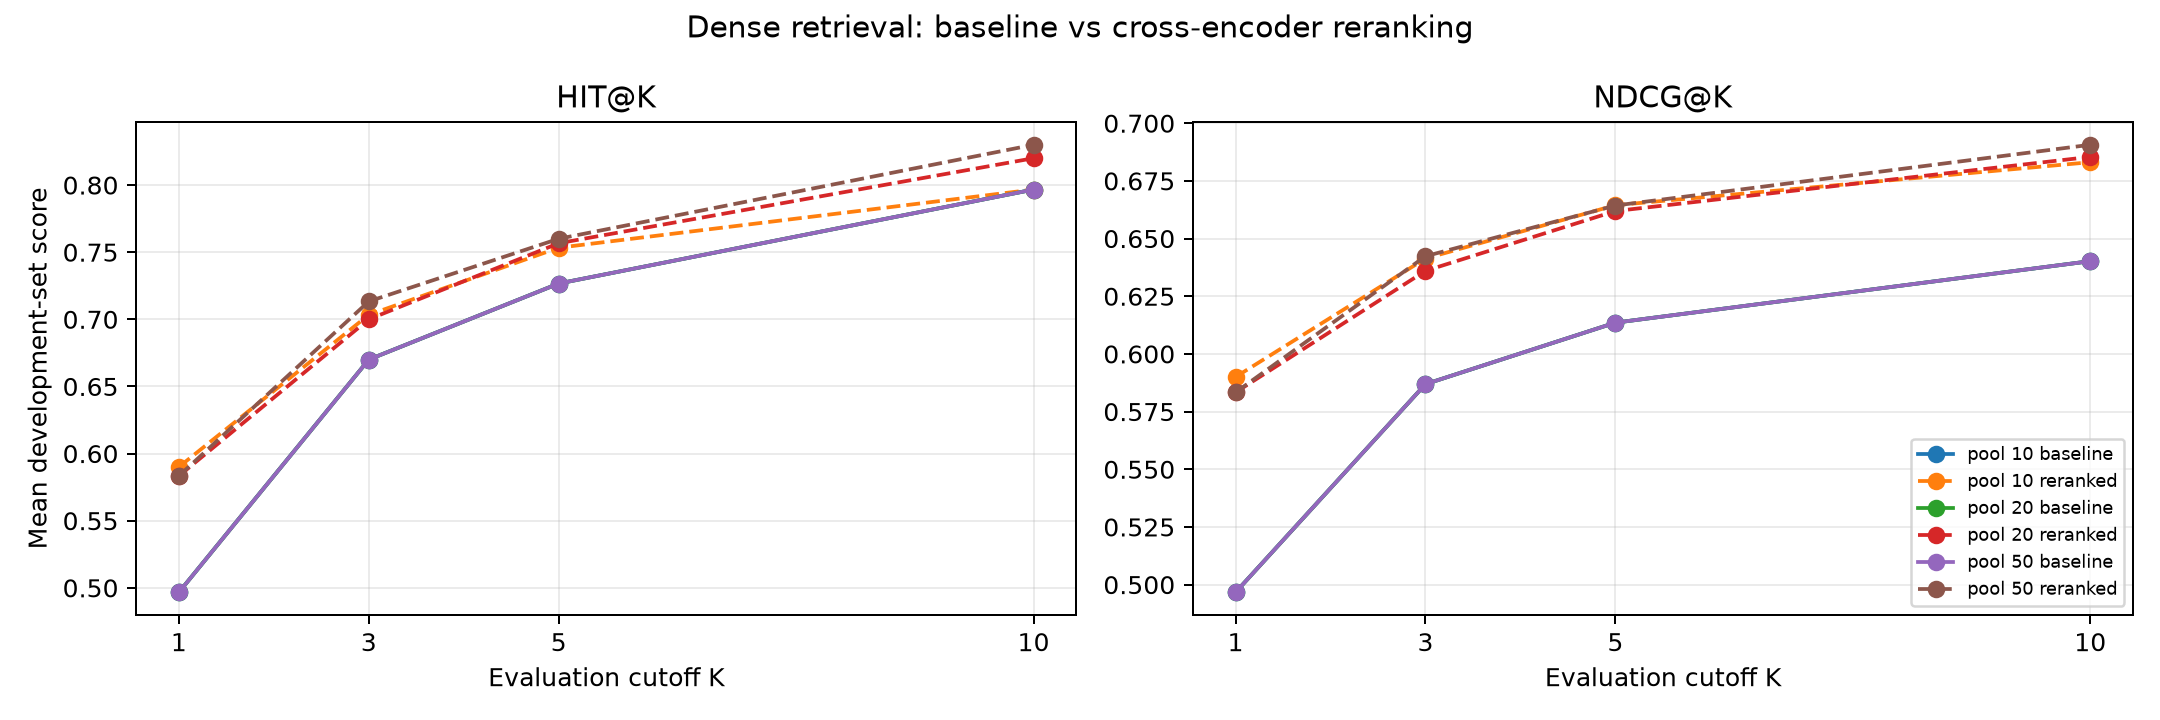 Dense retrieval: baseline vs cross-encoder reranking
HIT@K
Mean development-set score
0.80
0.75
0.70
0.65
0.60
0.55
0.50
1 3 5 10
Evaluation cutoff K
NDCG@K
0.700
0.675
0.650
0.625
0.600
0.575
0.550
0.525
0.500
pool 10 baseline
pool 10 reranked
pool 20 baseline
pool 20 reranked
pool 50 baseline
pool 50 reranked
1 3 5 10
Evaluation cutoff K